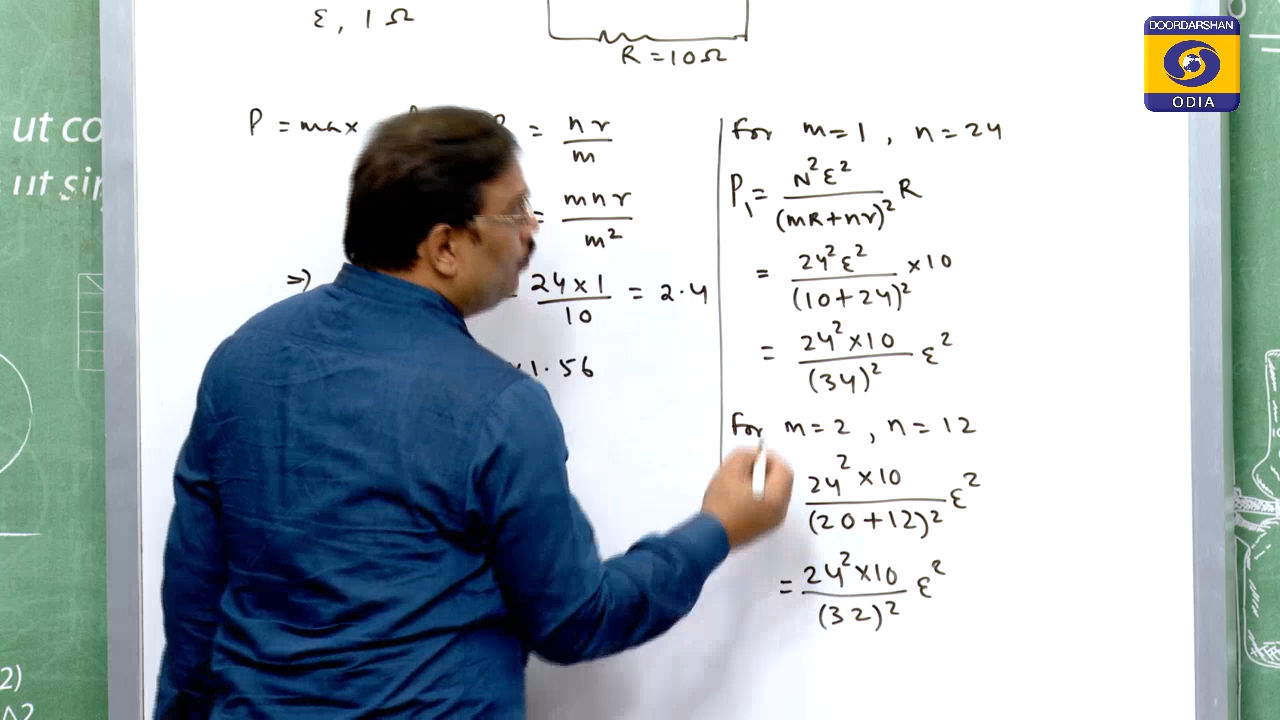 ε, 1 Ω
R = 10 Ω
P = max
= nr/m
= mnr/m²
=> 24 × 1/10 = 2.4
1.56
For m = 1, n = 24
P₁ = N²ε²/(mR+nr)² R
= 24²ε²/(10+24)² × 10
= 24² × 10/(34)² ε²
For m = 2, n = 12
24² × 10/(20+12)² ε²
= 24² × 10/(32)² ε²
DOORDARSHAN
ODIA
ut co
ut si
2)